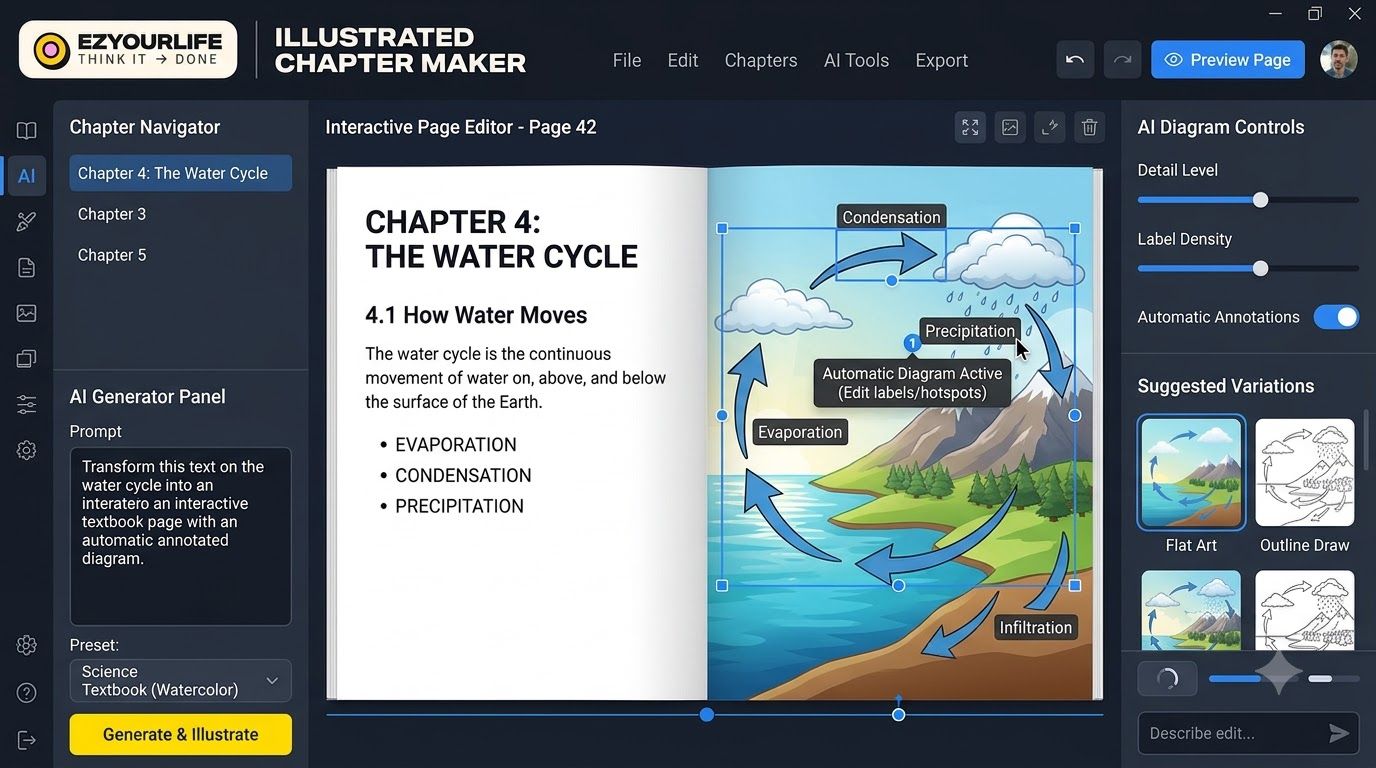 EZYOURLIFE
THINK IT → DONE
ILLUSTRATED
CHAPTER MAKER
File
Edit
Chapters
AI Tools
Export
Preview Page
AI
Chapter Navigator
Chapter 4: The Water Cycle
Chapter 3
Chapter 5
AI Generator Panel
Prompt
Transform this text on the
water cycle into an
interatero an interactive
textbook page with an
automatic annotated
diagram.
Preset:
Science
Textbook (Watercolor)
Generate & Illustrate
Interactive Page Editor - Page 42
CHAPTER 4:
THE WATER CYCLE
4.1 How Water Moves
The water cycle is the continuous
movement of water on, above, and below
the surface of the Earth.
• EVAPORATION
• CONDENSATION
• PRECIPITATION
Condensation
Precipitation
1
Automatic Diagram Active
(Edit labels/hotspots)
Evaporation
Infiltration
AI Diagram Controls
Detail Level
Label Density
Automatic Annotations
Suggested Variations
Flat Art
Outline Draw
Describe edit...